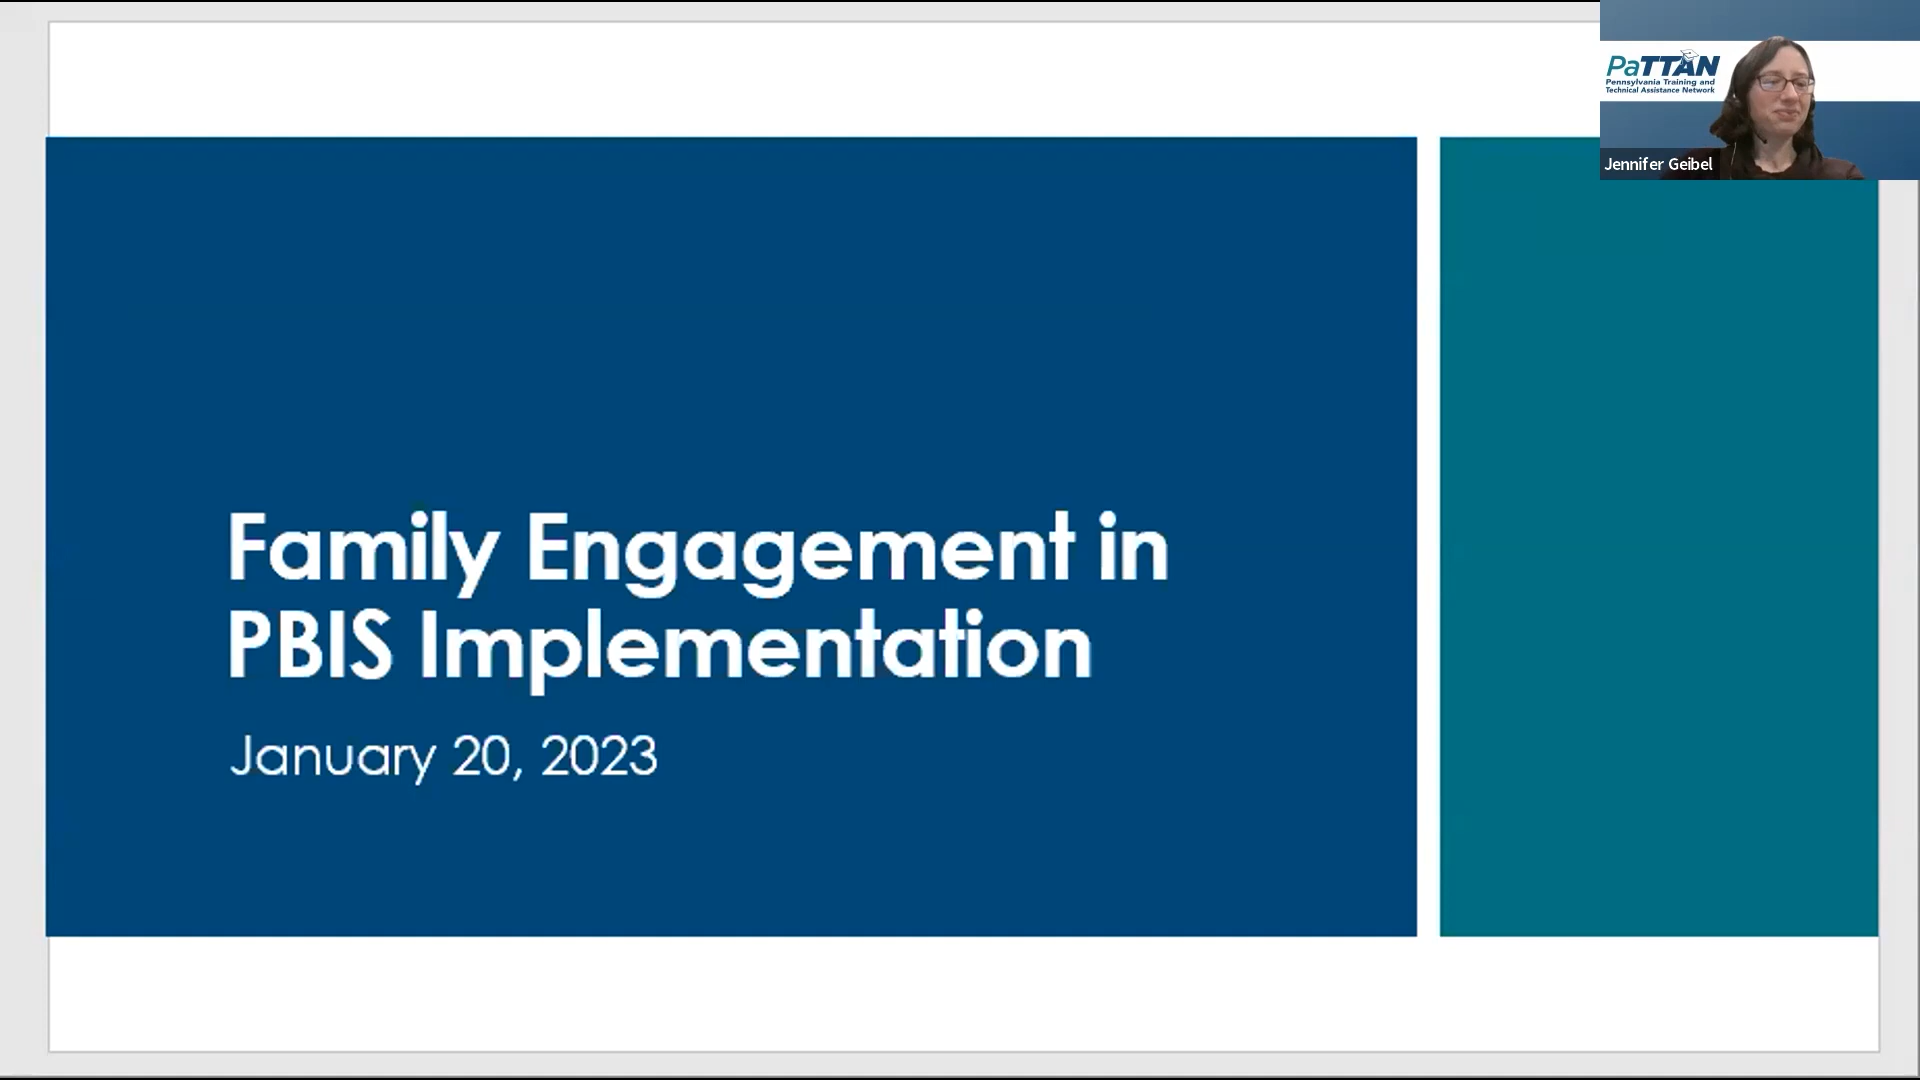 PaTTAN
Pennsylvania Training and
Technical Assistance Network
Jennifer Geibel
Family Engagement in
PBIS Implementation
January 20, 2023